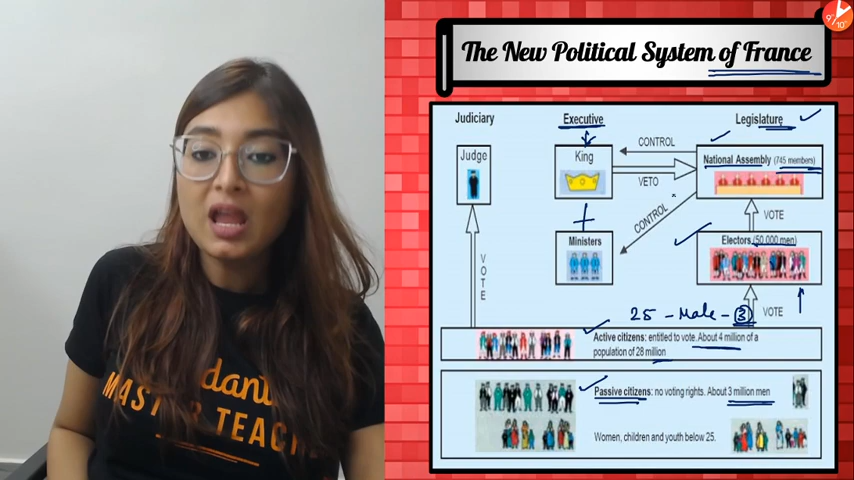 The New Political System of France
9th
10th
Judiciary
Executive
Legislature
Judge
King
CONTROL
VETO
National Assembly (745 members)
VOTE
CONTROL
Ministers
Electors (50,000 men)
VOTE
25 - Male - 3
VOTE
Active citizens: entitled to vote. About 4 million of a
population of 28 million
Passive citizens: no voting rights. About 3 million men
Women, children and youth below 25.
MASTER TEACHER